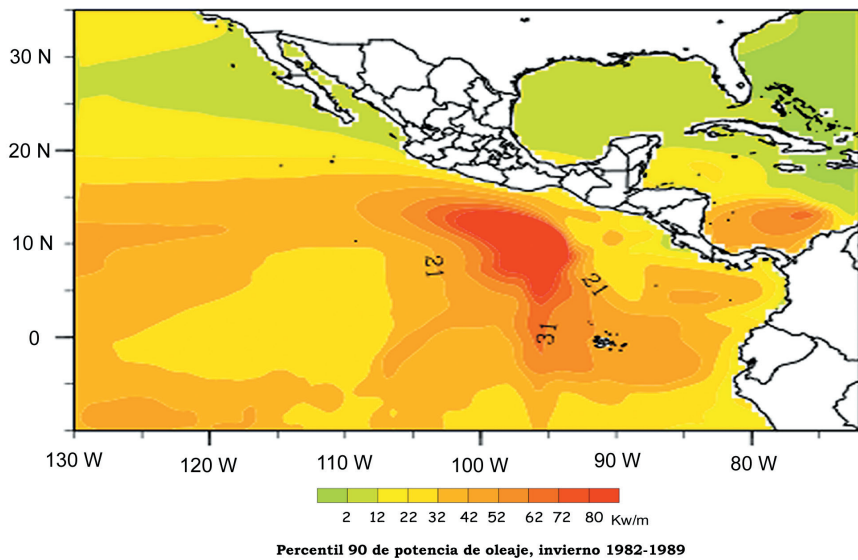 35 N
20 N
10 N
0
21
21
31
130 W
120 W
110 W
100 W
90 W
80 W
2 12 22 32 42 52 62 72 80 Kw/m
Percentil 90 de potencia de oleaje, invierno 1982-1989